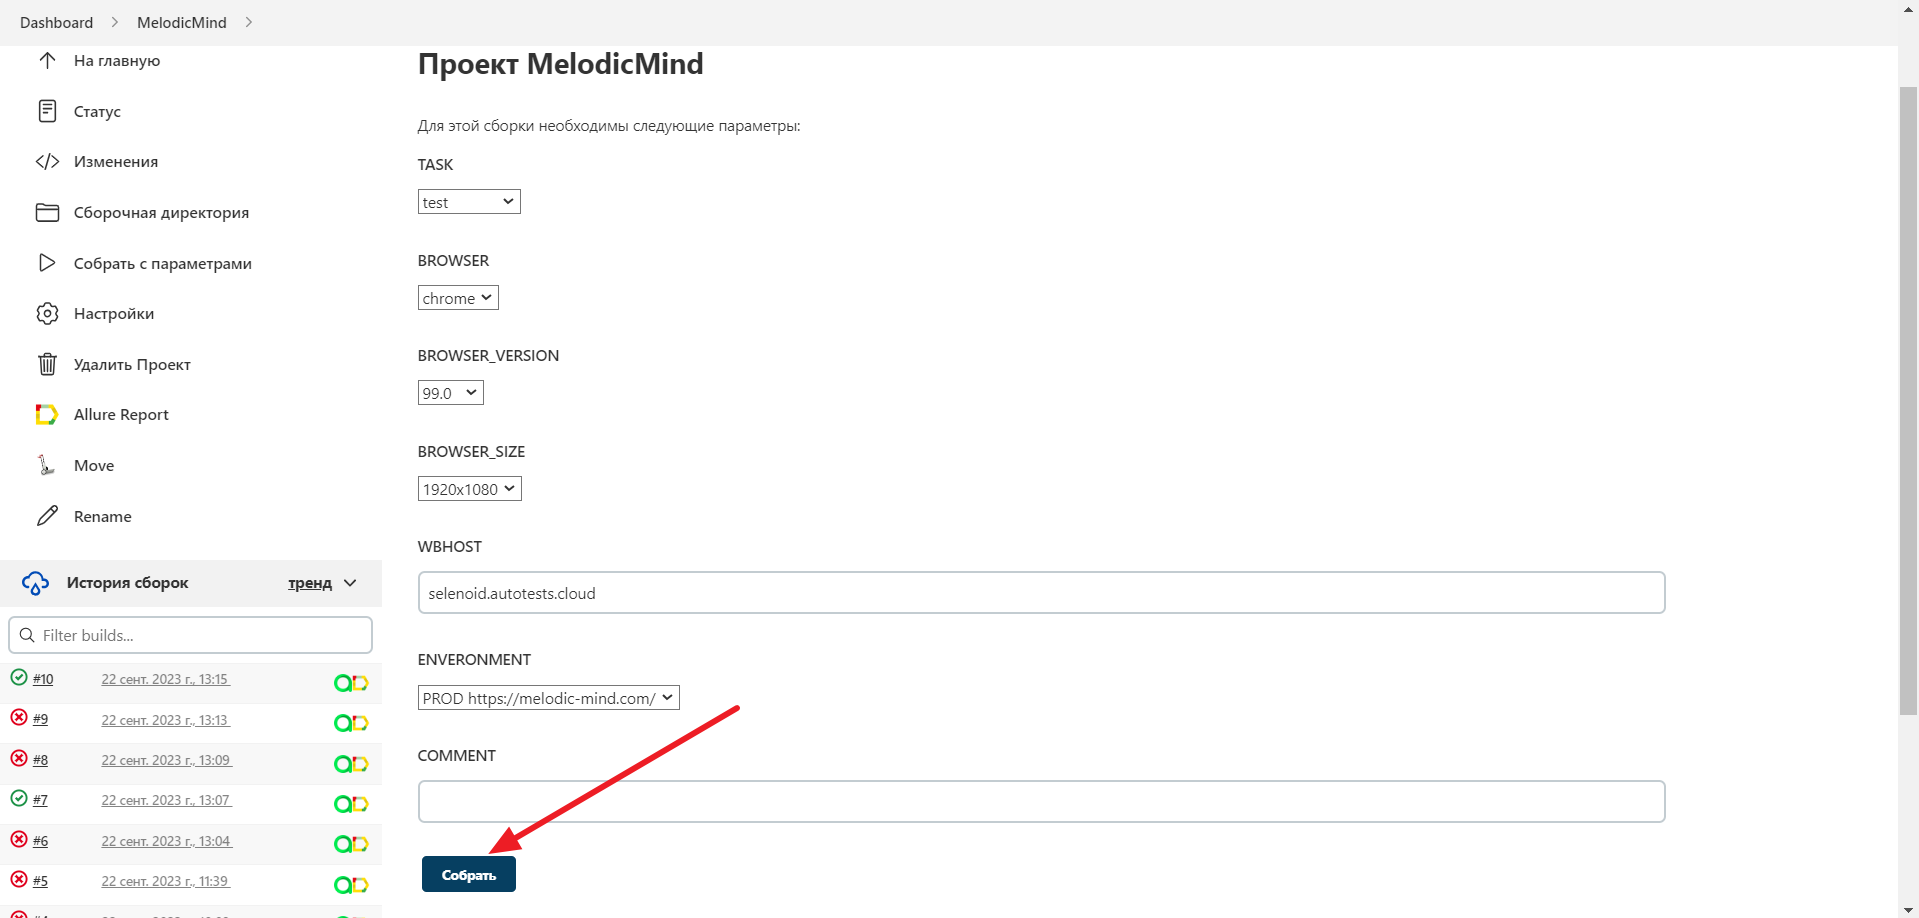 Dashboard
MelodicMind
На главную
Статус
Изменения
Сборочная директория
Собрать с параметрами
Настройки
Удалить Проект
Allure Report
Move
Rename
История сборок
тренд
Filter builds...
#10 22 сент. 2023 г., 13:15
#9 22 сент. 2023 г., 13:13
#8 22 сент. 2023 г., 13:09
#7 22 сент. 2023 г., 13:07
#6 22 сент. 2023 г., 13:04
#5 22 сент. 2023 г., 11:39
Проект MelodicMind
Для этой сборки необходимы следующие параметры:
TASK
test
BROWSER
chrome
BROWSER_VERSION
99.0
BROWSER_SIZE
1920x1080
WBHOST
selenoid.autotests.cloud
ENVERONMENT
PROD https://melodic-mind.com/
COMMENT
Собрать